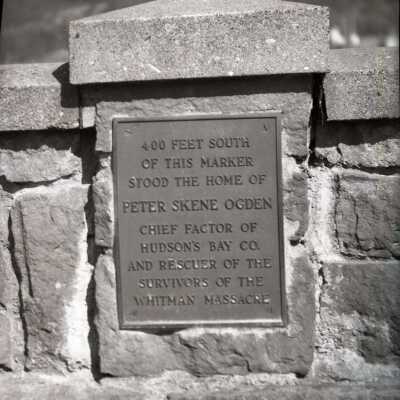 400 FEET SOUTH
OF THIS MARKER
STOOD THE HOME OF
PETER SKENE OGDEN
CHIEF FACTOR OF
HUDSON'S BAY CO.
AND RESCUER OF THE
SURVIVORS OF THE
WHITMAN MASSACRE